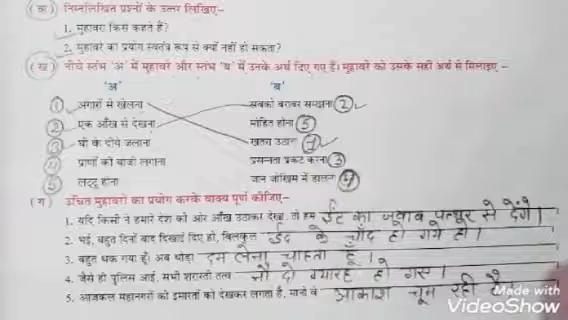 (क) निम्नलिखित प्रश्नों के उत्तर लिखिए–
1. मुहावरा किसे कहते हैं?
2. मुहावरे का प्रयोग स्वतंत्र रूप से क्यों नहीं हो सकता?
(ख) नीचे स्तंभ 'अ' में मुहावरे और स्तंभ 'ब' में उनके अर्थ दिए गए हैं। मुहावरे को उसके सही अर्थ से मिलाइए –
'अ' 'ब'
1 अंगारों से खेलना सबको बराबर समझना 2
2 एक आँख से देखना मोहित होना 5
3 घी के दीये जलाना खतरा उठाना 1
4 प्राणों की बाजी लगाना प्रसन्नता प्रकट करना 3
5 लट्टू होना जान जोखिम में डालना 4
(ग) उचित मुहावरों का प्रयोग करके वाक्य पूर्ण कीजिए–
1. यदि किसी ने हमारे देश की ओर आँख उठाकर देखा, तो हम ईंट का जवाब पत्थर से देंगे।
2. भई, बहुत दिनों बाद दिखाई दिए हो, बिलकुल ईद के चाँद हो गये हो।
3. बहुत थक गया हूँ। अब थोड़ा दम लेना चाहता हूँ।
4. जैसे ही पुलिस आई, सभी शरारती तत्व नौ दो ग्यारह हो गए।
5. आजकल महानगरों की इमारतों को देखकर लगता है, मानो वे आकाश चूम रही है
Made with
VideoShow